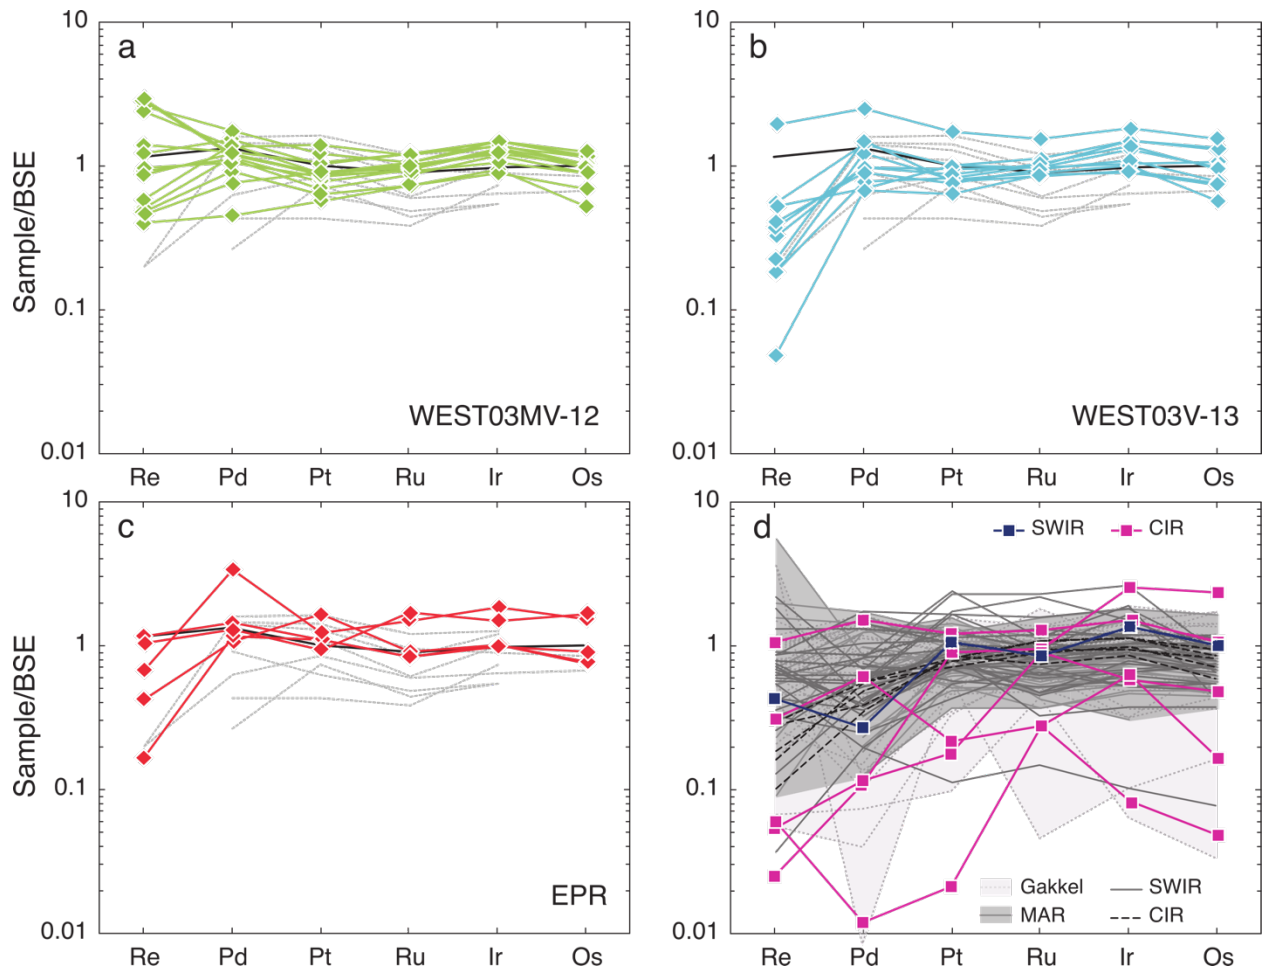 a
10
1
0.1
0.01
Sample/BSE
WEST03MV-12
Re Pd Pt Ru Ir Os
b
10
1
0.1
0.01
WEST03V-13
Re Pd Pt Ru Ir Os
c
10
1
0.1
0.01
Sample/BSE
EPR
Re Pd Pt Ru Ir Os
d
SWIR CIR
10
1
0.1
0.01
Gakkel SWIR
MAR CIR
Re Pd Pt Ru Ir Os